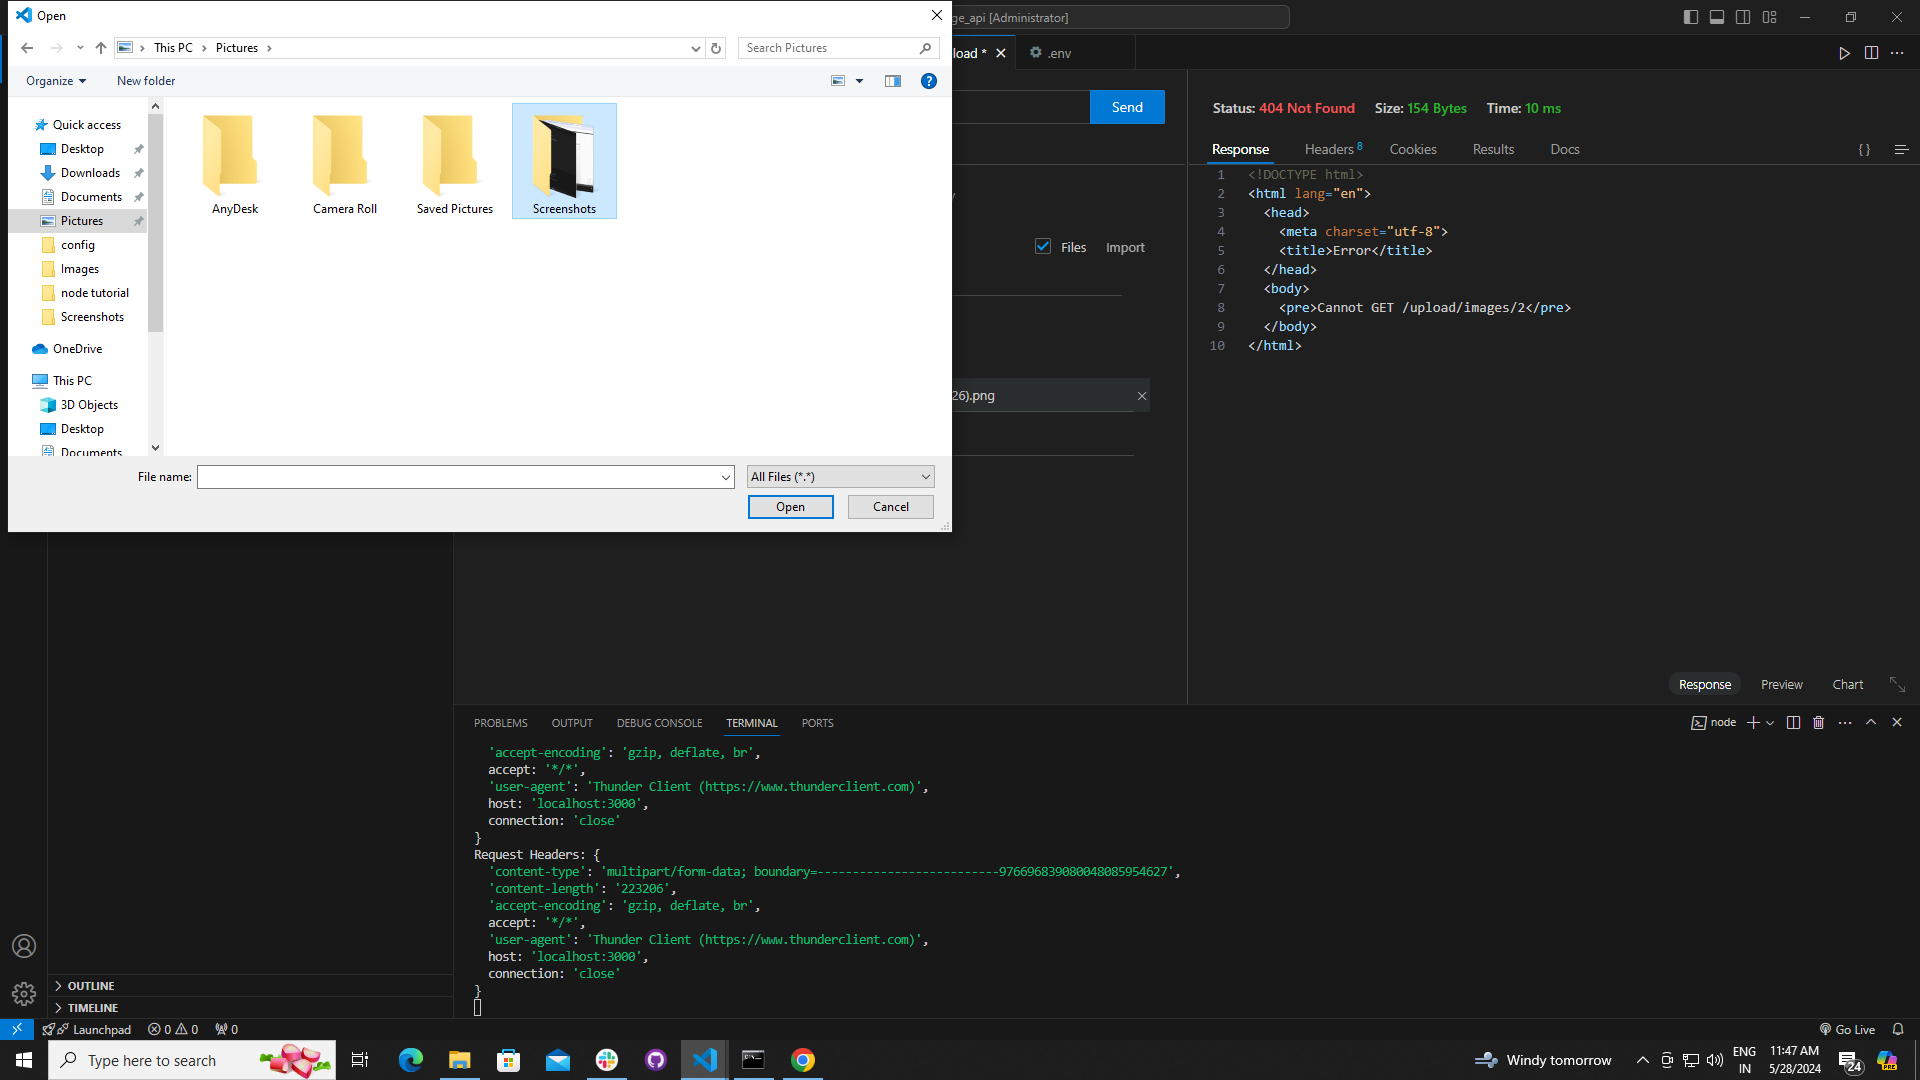 Open
ge_api [Administrator]
This PC
Pictures
Search Pictures
Organize
New folder
load *
.env
Quick access
Desktop
Downloads
Documents
Pictures
config
Images
node tutorial
Screenshots
OneDrive
This PC
3D Objects
Desktop
Documents
AnyDesk
Camera Roll
Saved Pictures
Screenshots
File name:
All Files (*.*)
Open
Cancel
Send
Files
Import
26).png
Status: 404 Not Found Size: 154 Bytes Time: 10 ms
Response Headers 8 Cookies Results Docs
{ }
1 <!DOCTYPE html>
2 <html lang="en">
3 <head>
4 <meta charset="utf-8">
5 <title>Error</title>
6 </head>
7 <body>
8 <pre>Cannot GET /upload/images/2</pre>
9 </body>
10 </html>
Response Preview Chart
PROBLEMS OUTPUT DEBUG CONSOLE TERMINAL PORTS
node
'accept-encoding': 'gzip, deflate, br',
accept: '*/*',
'user-agent': 'Thunder Client (https://www.thunderclient.com)',
host: 'localhost:3000',
connection: 'close'
}
Request Headers: {
'content-type': 'multipart/form-data; boundary=--------------------------976696839080048085954627',
'content-length': '223206',
'accept-encoding': 'gzip, deflate, br',
accept: '*/*',
'user-agent': 'Thunder Client (https://www.thunderclient.com)',
host: 'localhost:3000',
connection: 'close'
}
OUTLINE
TIMELINE
Launchpad
0
0
0
Go Live
Type here to search
Windy tomorrow
ENG
IN
11:47 AM
5/28/2024
24
PRE